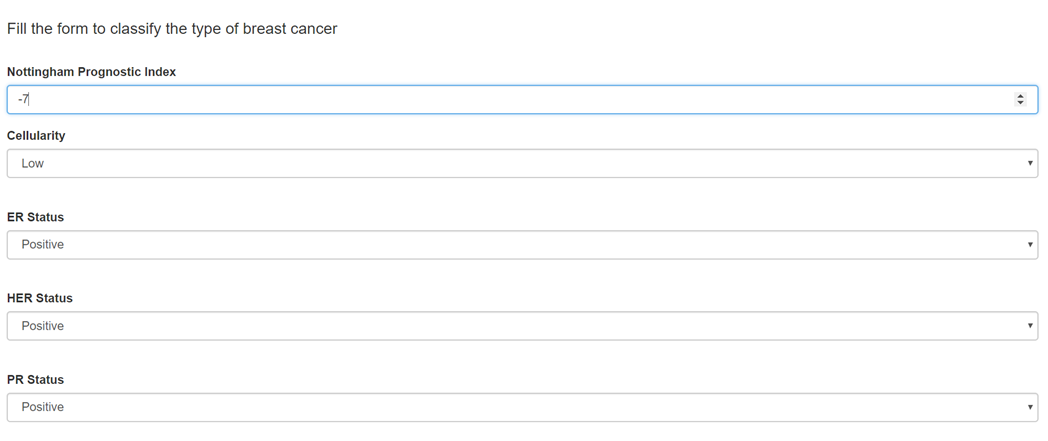 Fill the form to classify the type of breast cancer
Nottingham Prognostic Index
-7
Cellularity
Low
ER Status
Positive
HER Status
Positive
PR Status
Positive